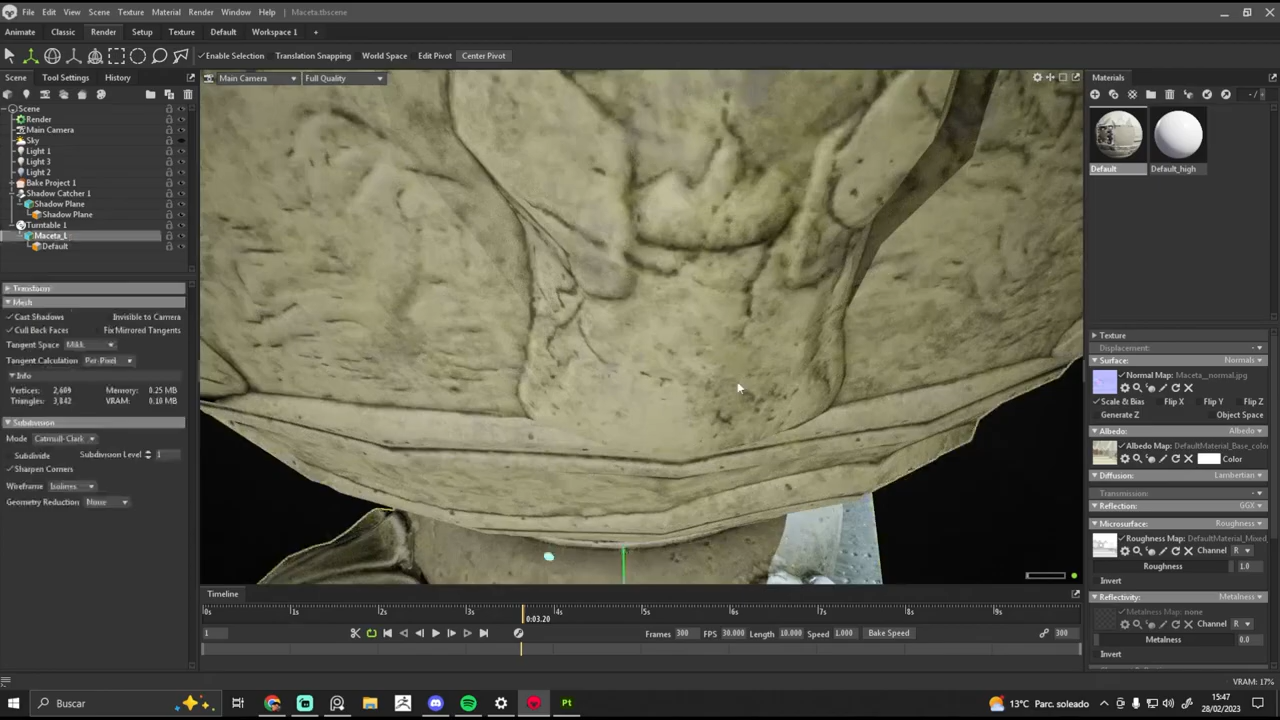 File Edit View Scene Texture Material Render Window Help Maceta.tbscene
Animate Classic Render Setup Texture Default Workspace 1 +
Enable Selection Translation Snapping World Space Edit Pivot Center Pivot
Scene Tool Settings History
Main Camera Full Quality
Materials
Scene
Render
Main Camera
Sky
Light 1
Light 3
Light 2
Bake Project 1
Shadow Catcher 1
Shadow Plane
Shadow Plane
Turntable 1
Maceta_L
Default
Default Default_high
Transform
Mesh
Cast Shadows Invisible to Camera
Cull Back Faces Fix Mirrored Tangents
Tangent Space Mikk
Tangent Calculation Per-Pixel
Info
Vertices: 2,609 Memory: 0.25 MB
Triangles: 3,842 VRAM: 0.10 MB
Subdivision
Mode Catmull-Clark
Subdivide Subdivision Level 1
Sharpen Corners
Wireframe Isolines
Geometry Reduction None
Texture
Displacement:
Surface: Normals
Normal Map: Maceta_normal.jpg
Scale & Bias Flip X Flip Y Flip Z
Generate Z Object Space
Albedo: Albedo
Albedo Map: DefaultMaterial_Base_color
Color
Diffusion: Lambertian
Transmission:
Reflection: GGX
Microsurface: Roughness
Roughness Map: DefaultMaterial_Mixed
Channel R
Roughness 1.0
Invert
Reflectivity: Metalness
Metalness Map: none
Channel R
Metalness 0.0
Invert
Timeline
0s 1s 2s 3s 4s 5s 6s 7s 8s 9s
0:03.20
1 Frames 300 FPS 30.000 Length 10.000 Speed 1.000 Bake Speed 300
VRAM: 17%
Buscar Pt 13°C Parc. soleado 15:47
28/02/2023